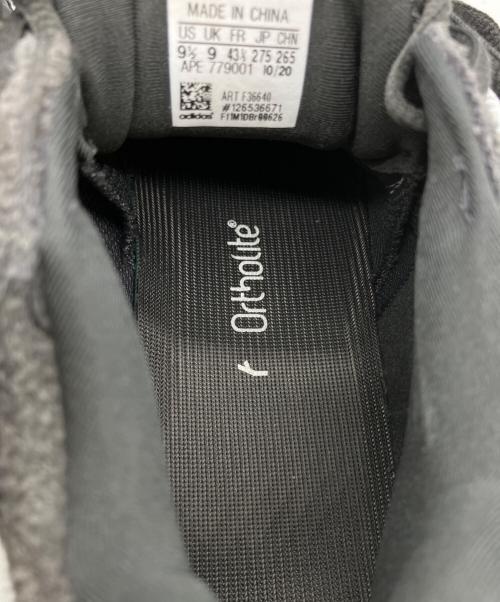 MADE IN CHINA
US UK FR JP CHN
9½ 9 43⅓ 275 265
APE 779001 10/20
ART F36640
#126536671
adidas F11M1DBr00626
Ortholite®